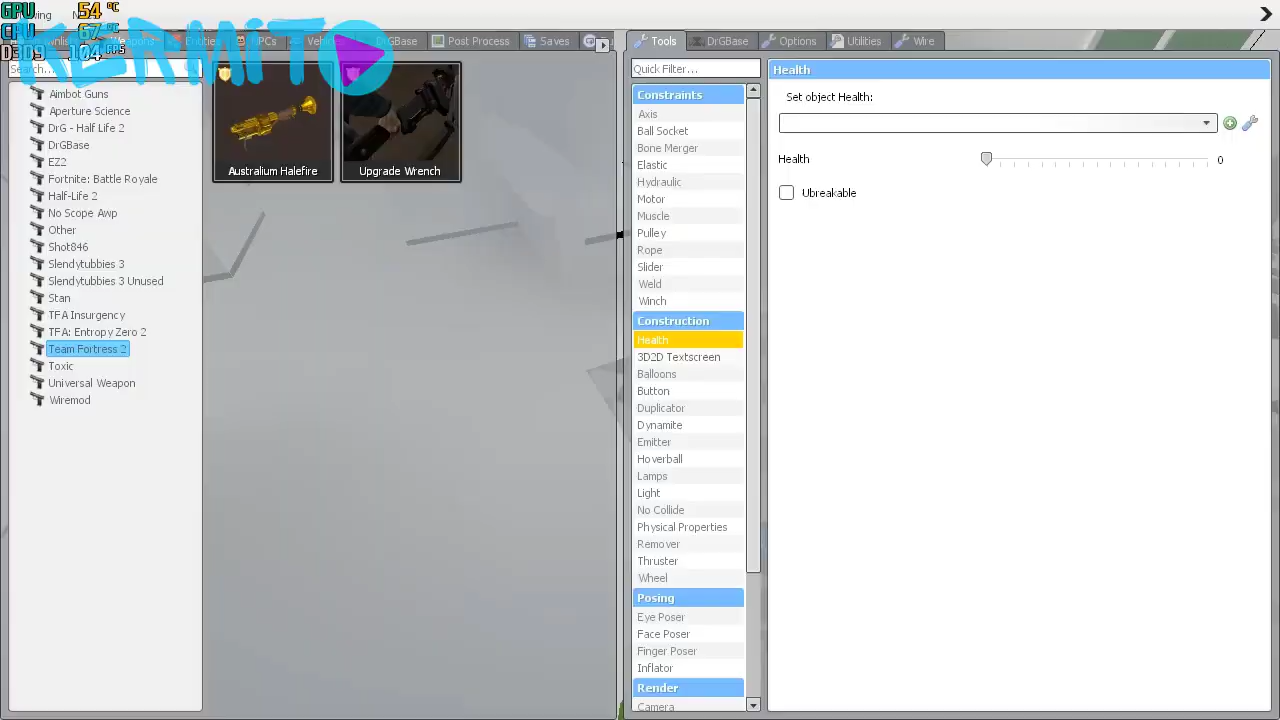 GPU 54 °C
CPU 67 °C
D3D9 104 FPS
TERMITO
Weapons
Entities
NPCs
Vehicles
DrGBase
Post Process
Saves
Search...
Aimbot Guns
Aperture Science
DrG - Half Life 2
DrGBase
EZ2
Fortnite: Battle Royale
Half-Life 2
No Scope Awp
Other
Shot846
Slendytubbies 3
Slendytubbies 3 Unused
Stan
TFA Insurgency
TFA: Entropy Zero 2
Team Fortress 2
Toxic
Universal Weapon
Wiremod
Australium Halefire
Upgrade Wrench
Tools
DrGBase
Options
Utilities
Wire
Quick Filter...
Constraints
Axis
Ball Socket
Bone Merger
Elastic
Hydraulic
Motor
Muscle
Pulley
Rope
Slider
Weld
Winch
Construction
Health
3D2D Textscreen
Balloons
Button
Duplicator
Dynamite
Emitter
Hoverball
Lamps
Light
No Collide
Physical Properties
Remover
Thruster
Wheel
Posing
Eye Poser
Face Poser
Finger Poser
Inflator
Render
Camera
Health
Set object Health:
Health 0
Ubreakable